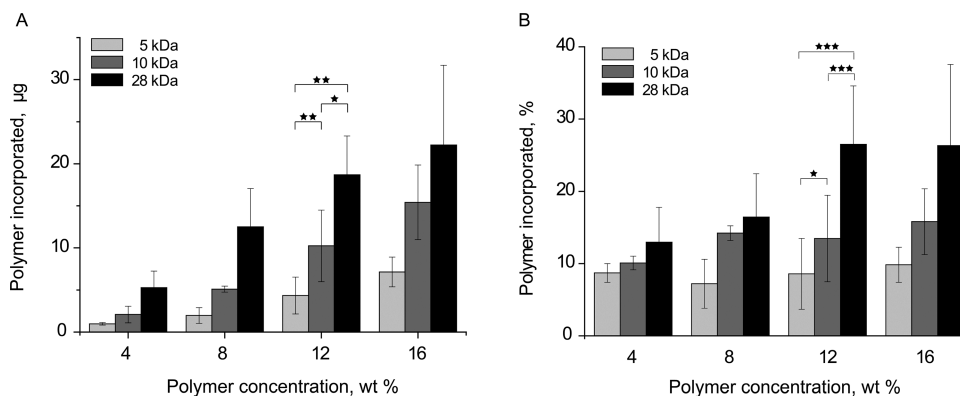 A
5 kDa
10 kDa
28 kDa
Polymer incorporated, µg
30
20
10
0
4
8
12
16
Polymer concentration, wt %
B
5 kDa
10 kDa
28 kDa
Polymer incorporated, %
40
30
20
10
0
4
8
12
16
Polymer concentration, wt %